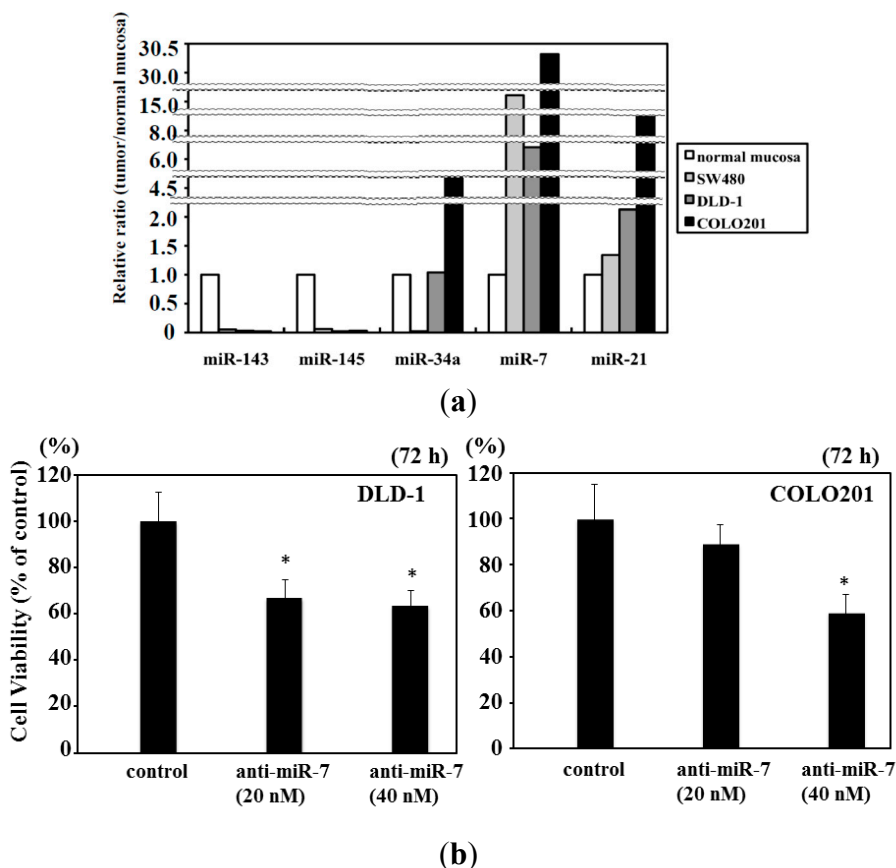 Relative ratio (tumor/normal mucosa)
30.5
30.0
15.0
8.0
6.0
4.5
2.0
1.0
0.5
0
miR-143 miR-145 miR-34a miR-7 miR-21
normal mucosa
SW480
DLD-1
COLO201
(a)
Cell Viability (% of control)
(%)
(72 h)
DLD-1
120
100
80
60
40
20
0
*
*
control anti-miR-7 anti-miR-7
(20 nM) (40 nM)
(%)
(72 h)
COLO201
120
100
80
60
40
20
0
*
control anti-miR-7 anti-miR-7
(20 nM) (40 nM)
(b)